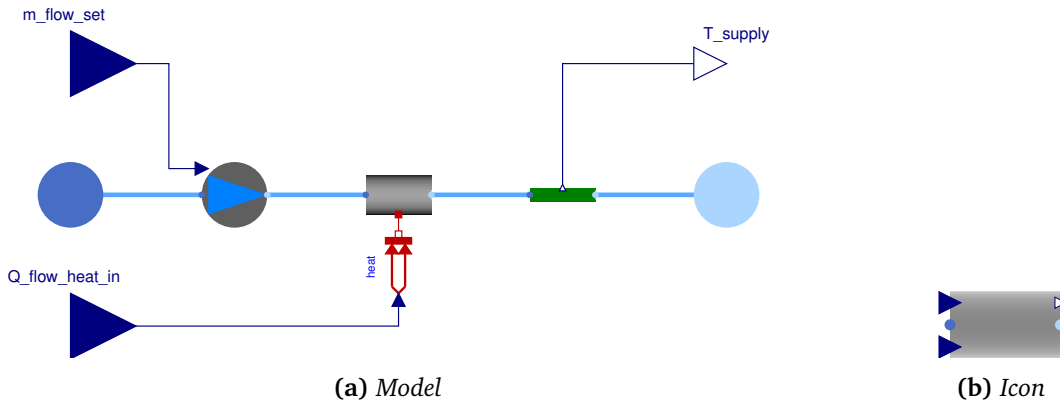 m_flow_set
T_supply
heat
Q_flow_heat_in
(a) Model
(b) Icon